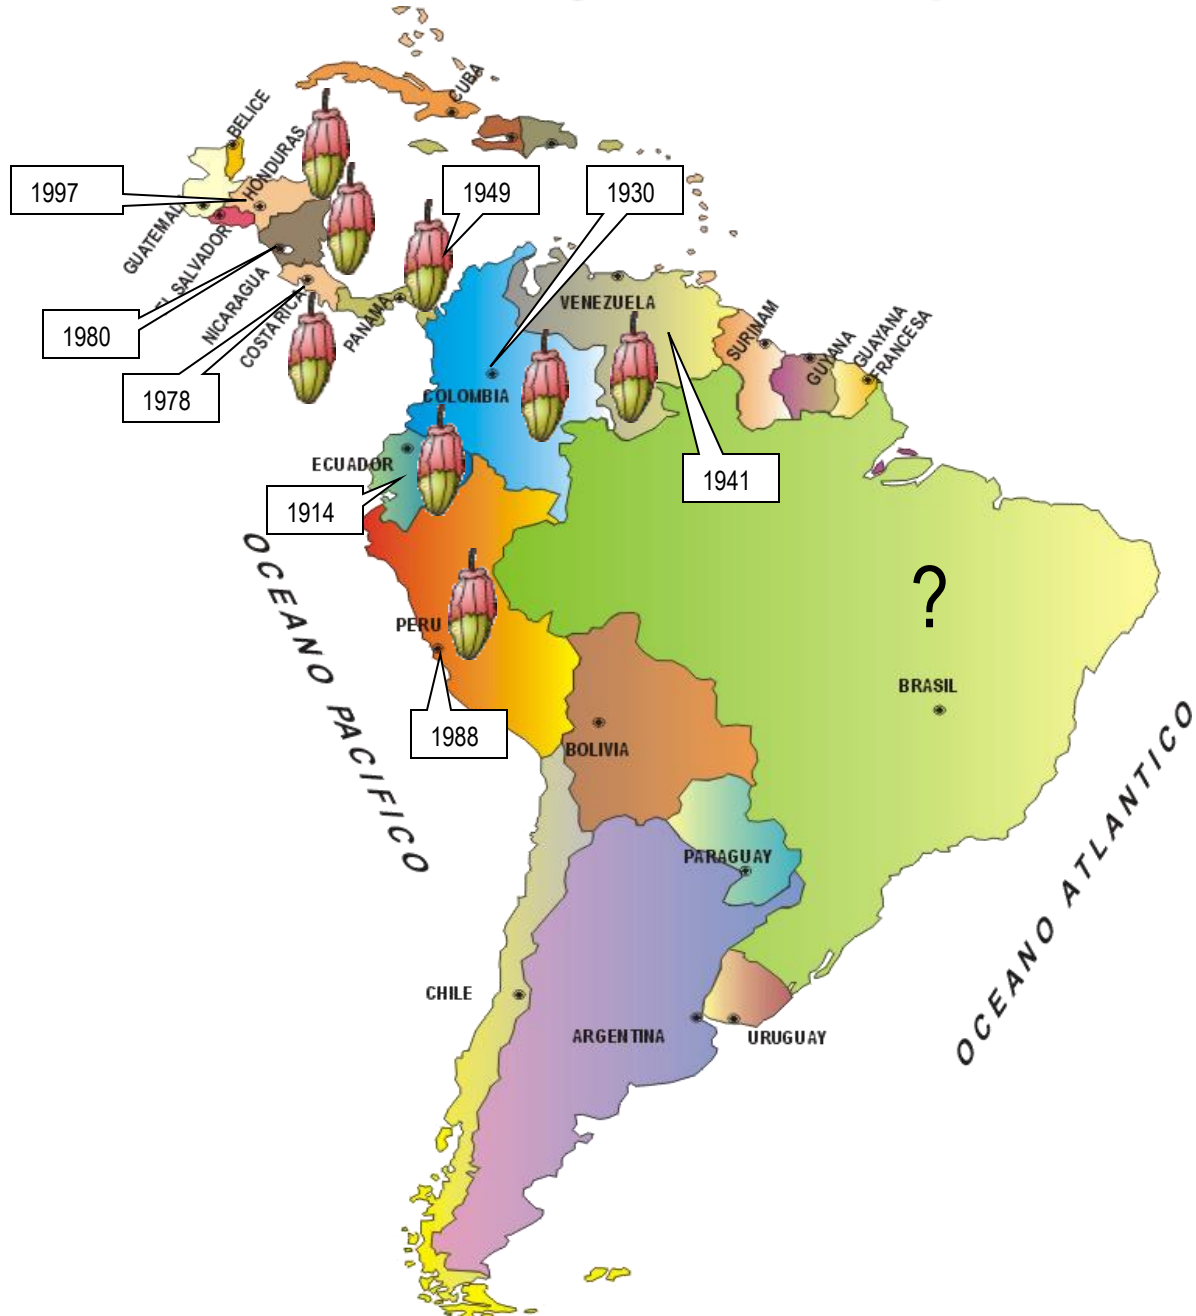 CUBA
BELICE
HONDURAS
1997
1949
1930
GUATEMALA
EL SALVADOR
NICARAGUA
COSTA RICA
PANAMA
VENEZUELA
SURINAM
GUYANA
GUAYANA
FRANCESA
1980
1978
COLOMBIA
ECUADOR
1941
1914
OCEANO PACIFICO
?
PERU
BRASIL
1988
BOLIVIA
OCEANO ATLANTICO
PARAGUAY
CHILE
ARGENTINA
URUGUAY